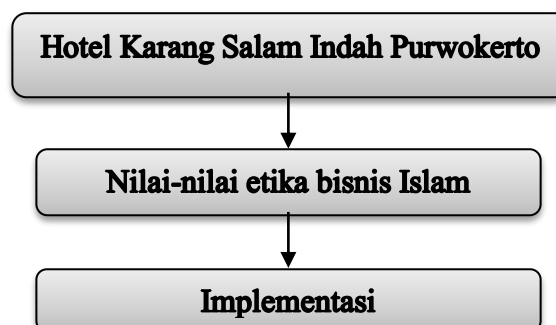 Hotel Karang Salam Indah Purwokerto
Nilai-nilai etika bisnis Islam
Implementasi